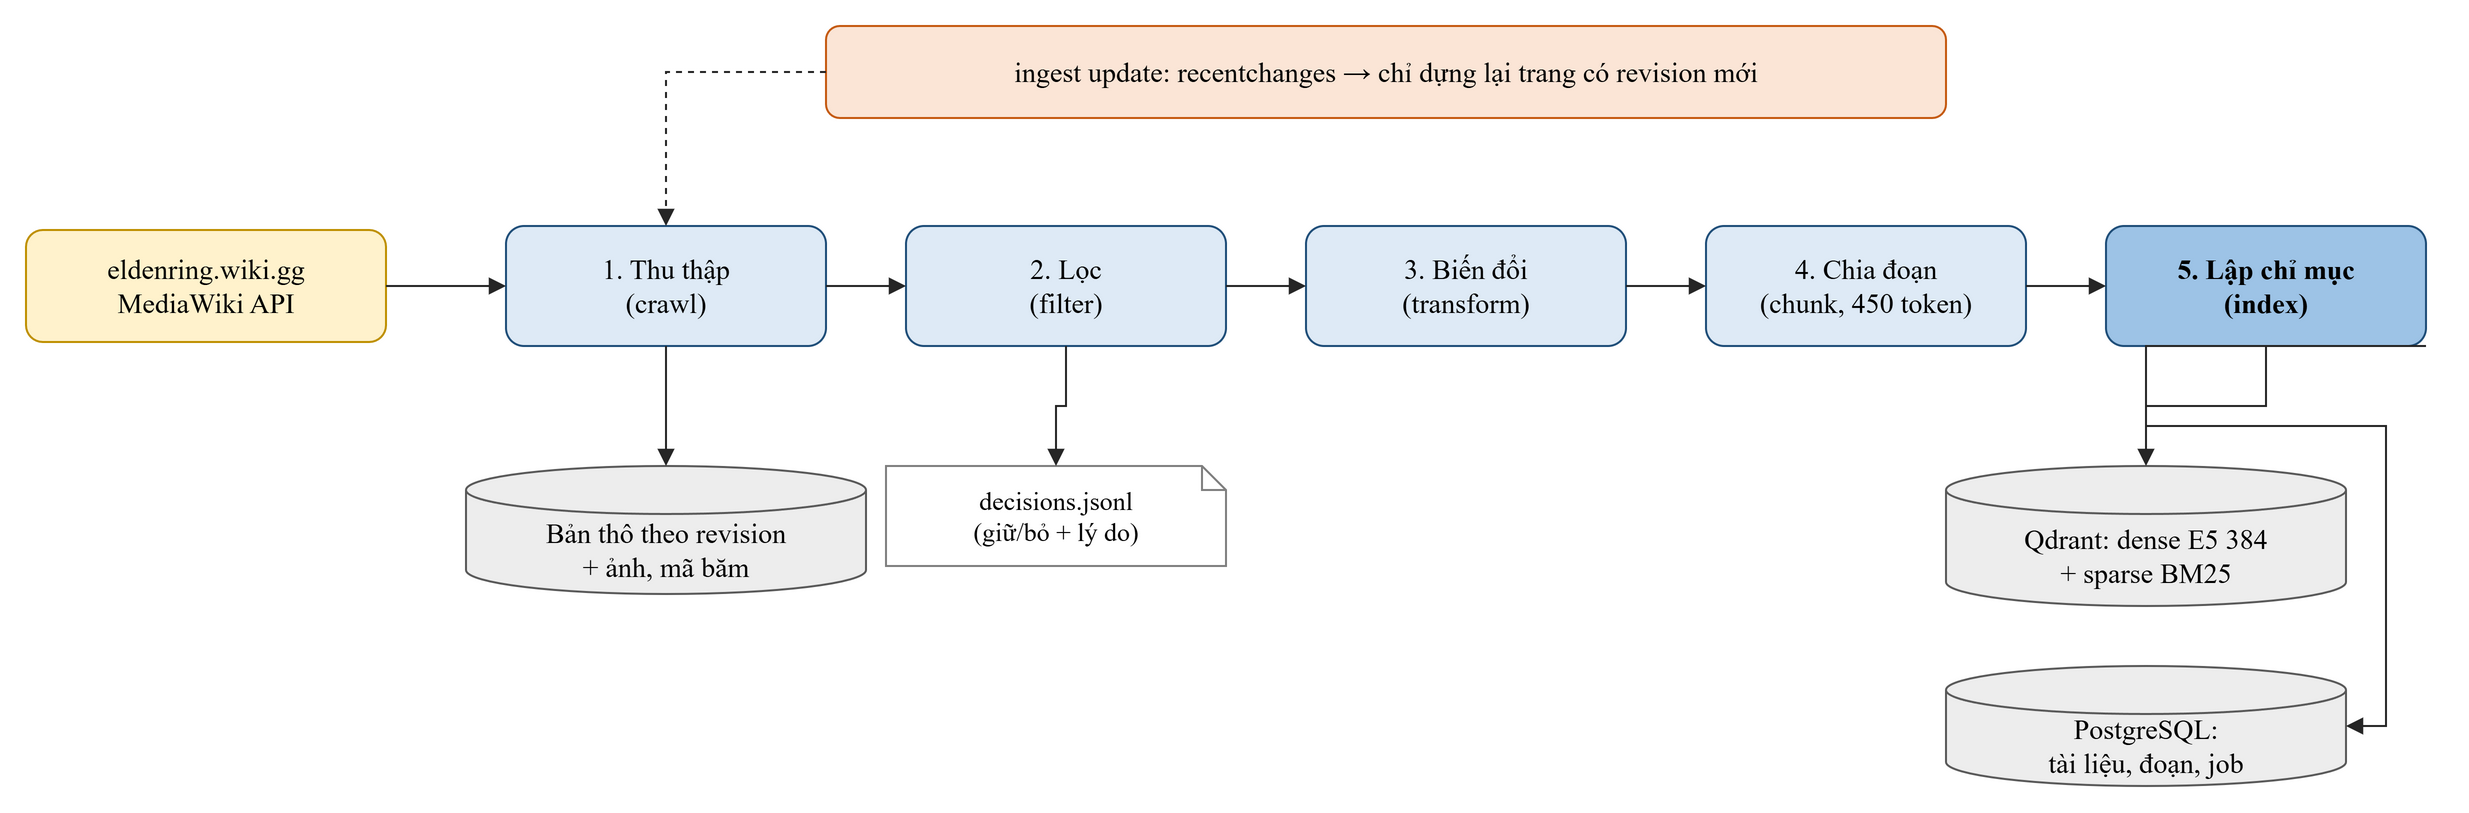 ingest update: recentchanges → chỉ dựng lại trang có revision mới
eldenring.wiki.gg
MediaWiki API
1. Thu thập
(crawl)
2. Lọc
(filter)
3. Biến đổi
(transform)
4. Chia đoạn
(chunk, 450 token)
5. Lập chỉ mục
(index)
Bản thô theo revision
+ ảnh, mã băm
decisions.jsonl
(giữ/bỏ + lý do)
Qdrant: dense E5 384
+ sparse BM25
PostgreSQL:
tài liệu, đoạn, job